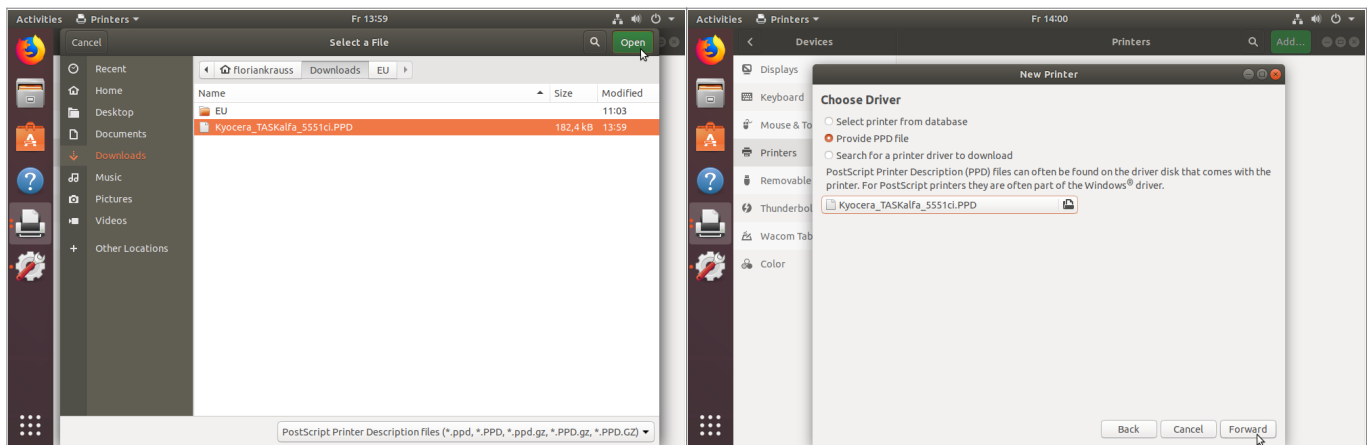 Activities Printers Fr 13:59
Cancel Select a File Open
Recent
Home
Desktop
Documents
Downloads
Music
Pictures
Videos
+ Other Locations
floriankrauss Downloads EU
Name Size Modified
EU 11:03
Kyocera_TASKalfa_5551ci.PPD 182,4 kB 13:59
PostScript Printer Description files (*.ppd, *.PPD, *.ppd.gz, *.PPD.gz, *.PPD.GZ)
Activities Printers Fr 14:00
Devices Printers Add...
Displays
Keyboard
Mouse & To
Printers
Removable
Thunderbol
Wacom Tab
Color
New Printer
Choose Driver
Select printer from database
Provide PPD file
Search for a printer driver to download
PostScript Printer Description (PPD) files can often be found on the driver disk that comes with the
printer. For PostScript printers they are often part of the Windows® driver.
Kyocera_TASKalfa_5551ci.PPD
Back Cancel Forward